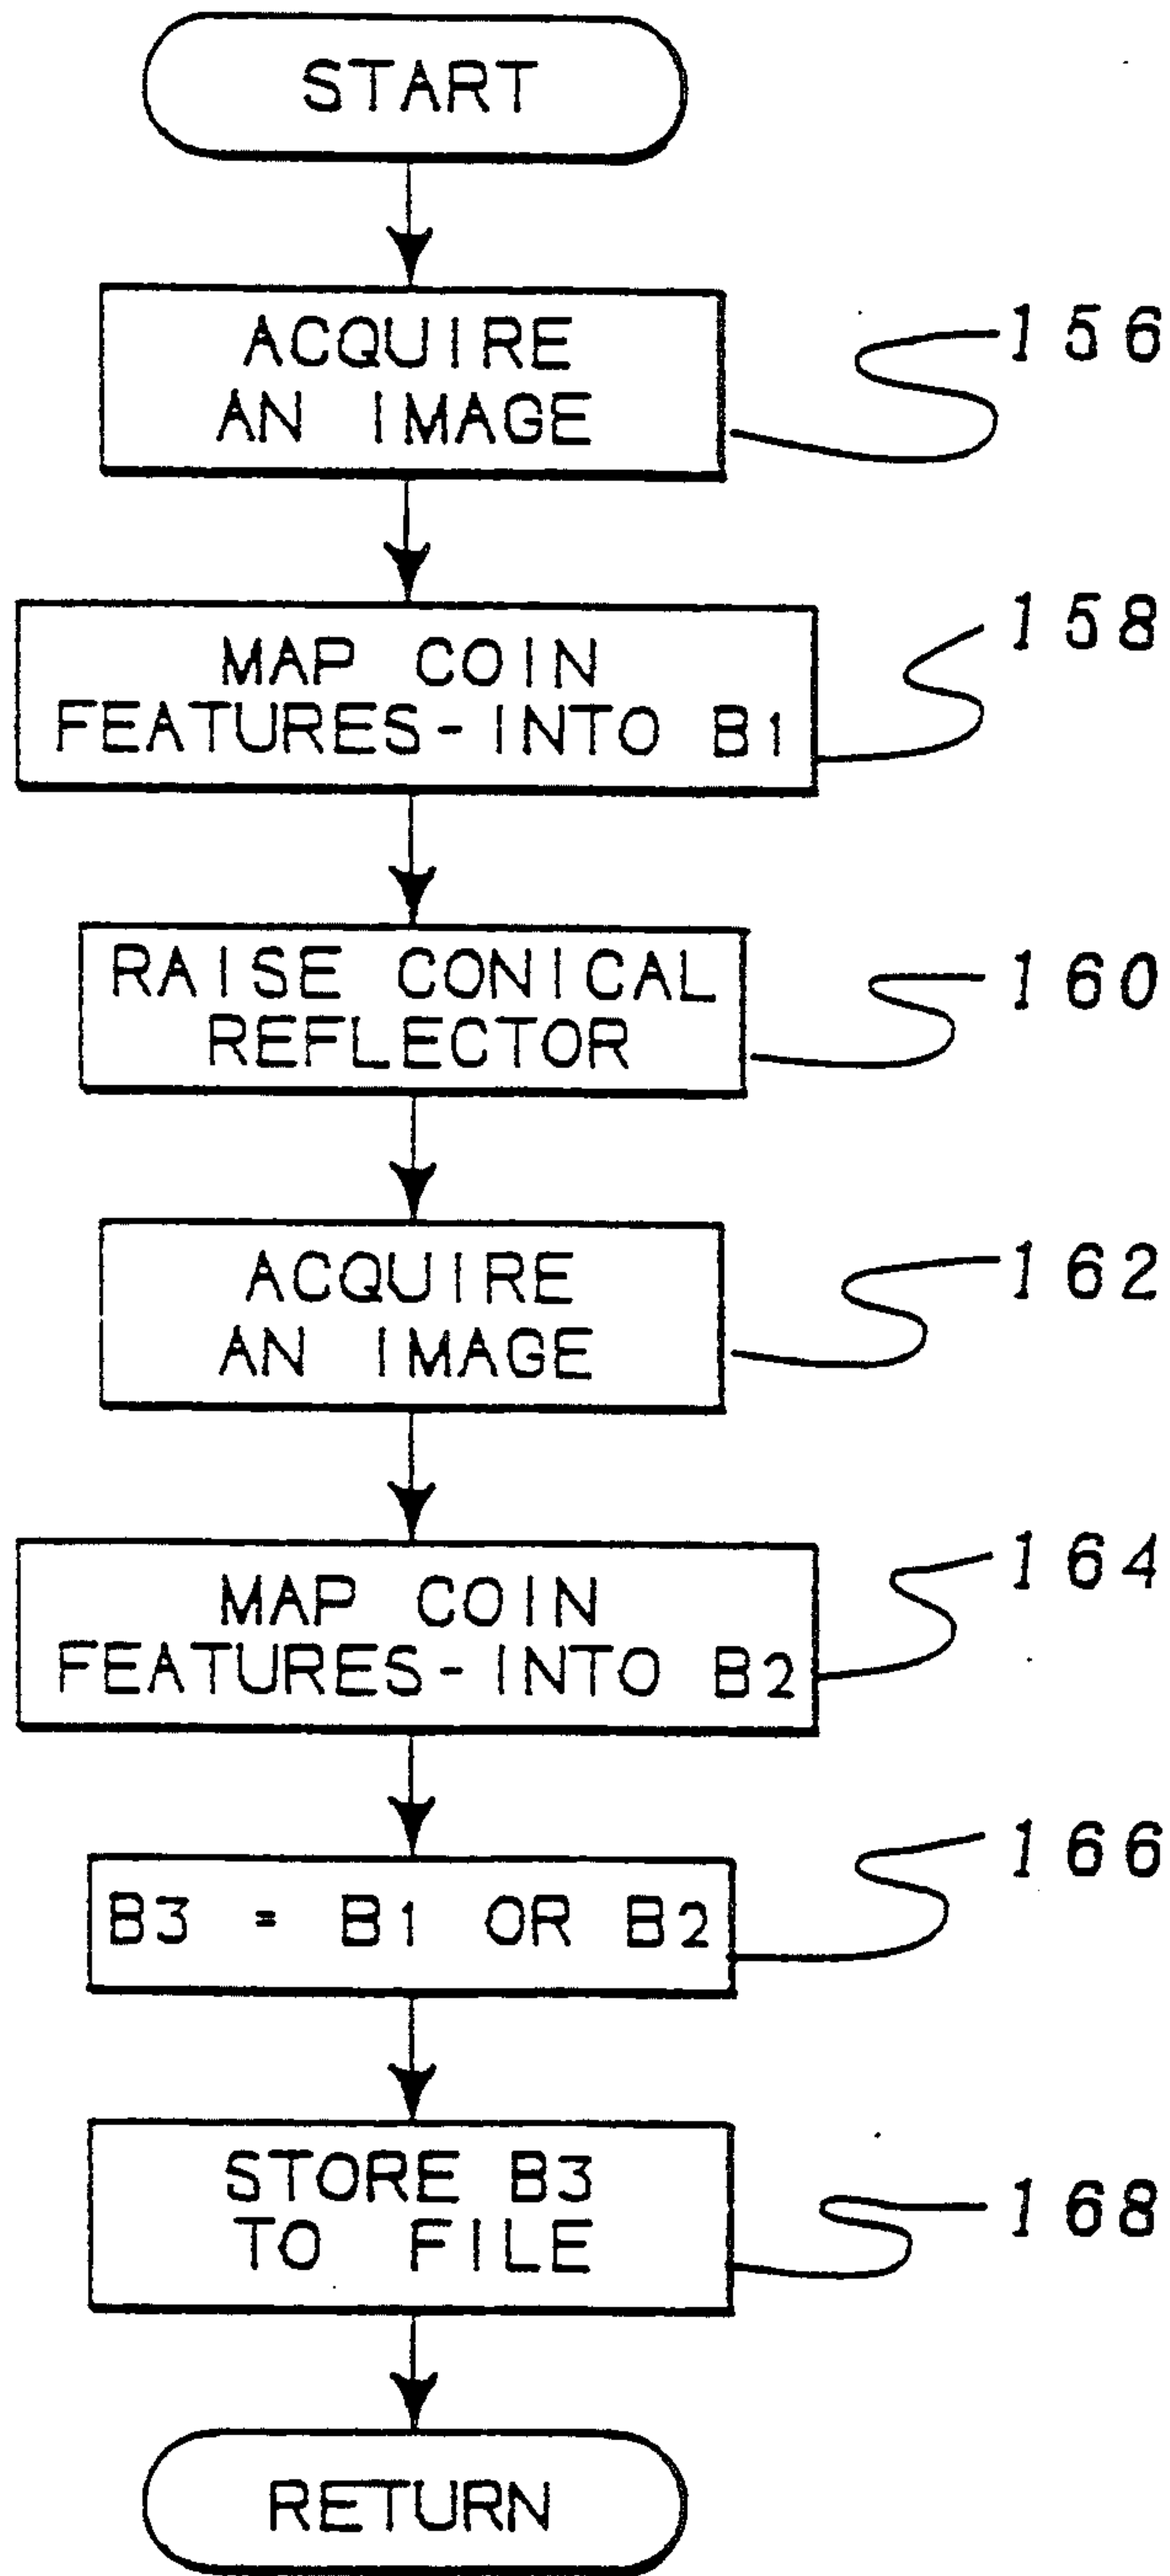 START
ACQUIRE
AN IMAGE
156
MAP COIN
FEATURES-INTO B1
158
RAISE CONICAL
REFLECTOR
160
ACQUIRE
AN IMAGE
162
MAP COIN
FEATURES-INTO B2
164
B3 = B1 OR B2
166
STORE B3
TO FILE
168
RETURN